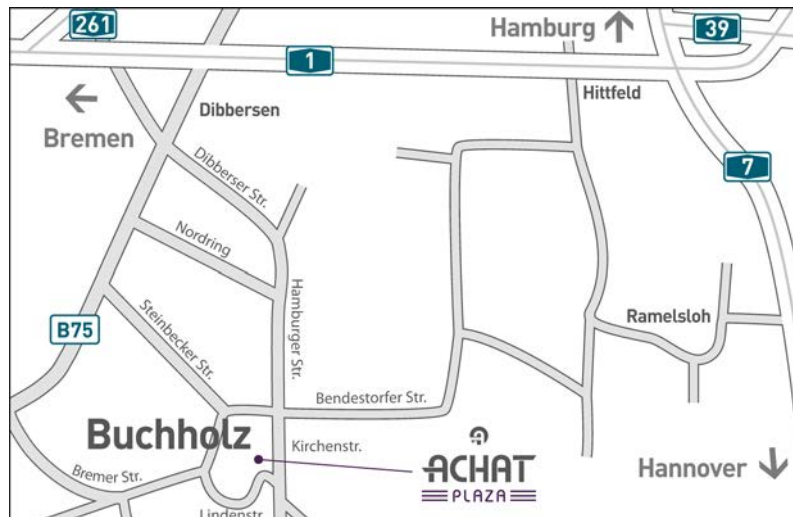 261
Hamburg
39
1
Hittfeld
Dibbersen
Bremen
7
Dibberser Str.
Nordring
Hamburger Str.
Ramelsloh
B75
Steinbecker Str.
Bendestorfer Str.
Buchholz
Kirchenstr.
ACHAT
PLAZA
Hannover
Bremer Str.
Lindenstr.